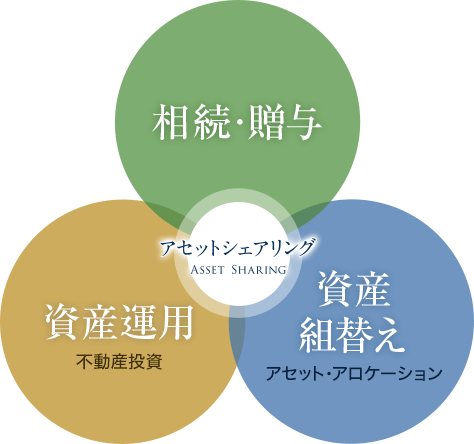 相続・贈与
アセットシェアリング
ASSET SHARING
資産運用
不動産投資
資産
組替え
アセット・アロケーション